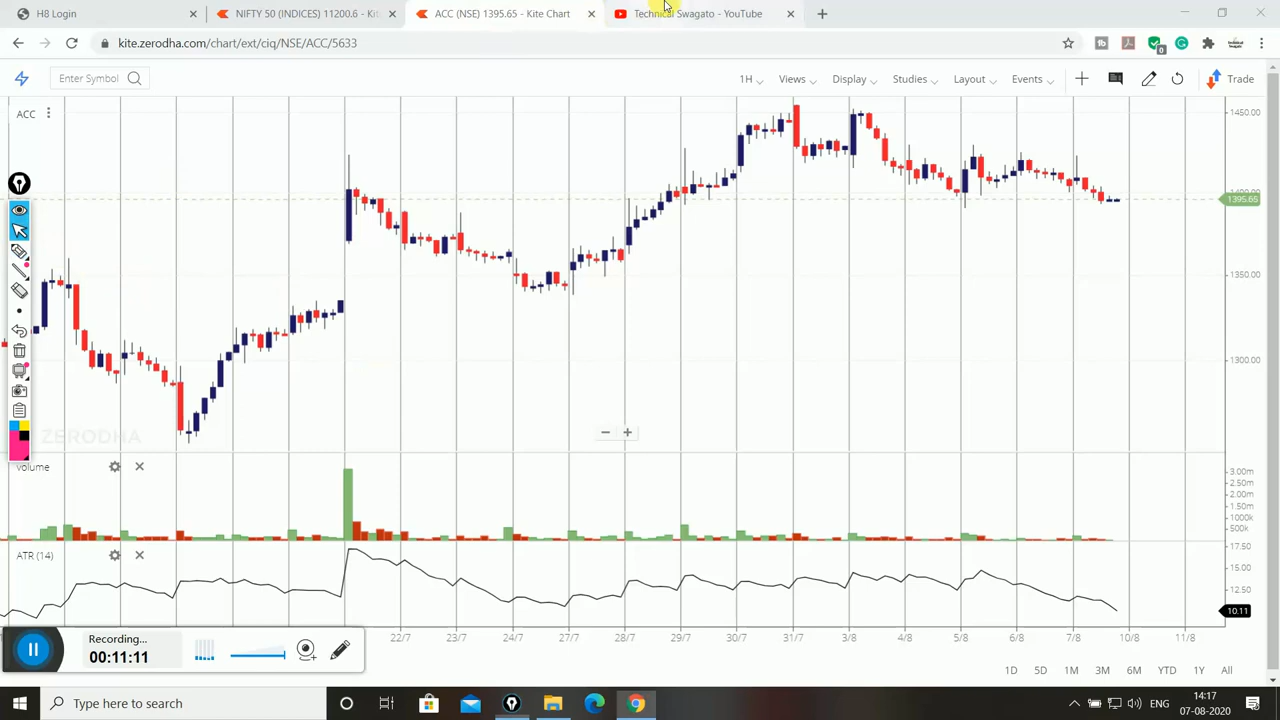 H8 Login
NIFTY 50 (INDICES) 11200.6 - Kit
ACC (NSE) 1395.65 - Kite Chart
Technical Swagato - YouTube
kite.zerodha.com/chart/ext/ciq/NSE/ACC/5633
Enter Symbol
1H
Views
Display
Studies
Layout
Events
Trade
ACC
1450.00
1395.65
1350.00
1300.00
ZERODHA
volume
3.00m
2.50m
2.00m
1.50m
1000k
500k
ATR (14)
17.50
15.00
12.50
10.11
22/7
23/7
24/7
27/7
28/7
29/7
30/7
31/7
3/8
4/8
5/8
6/8
7/8
10/8
11/8
Recording...
00:11:11
1D
5D
1M
3M
6M
YTD
1Y
All
Type here to search
ENG
14:17
07-08-2020